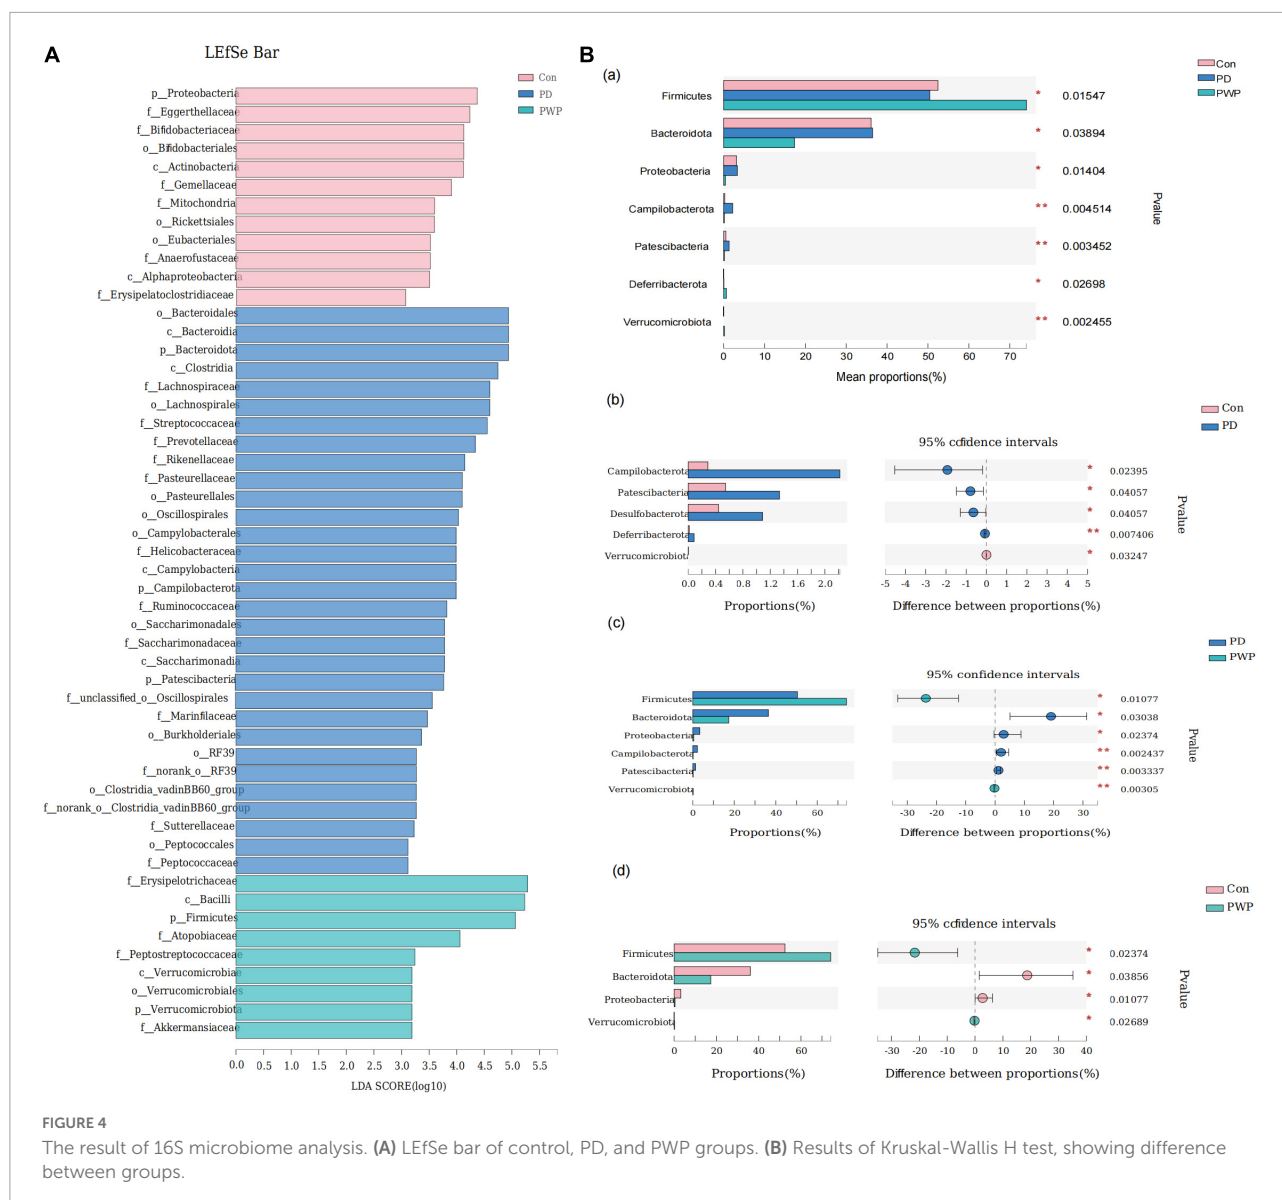 A
LEfSe Bar
Con
PD
PWP
p__Proteobacteria
f__Eggerthellaceae
f__Bifidobacteriaceae
o__Bifidobacteriales
c__Actinobacteria
f__Gemellaceae
f__Mitochondria
o__Rickettsiales
o__Eubacteriales
f__Anaerofustaceae
c__Alphaproteobacteria
f__Erysipelatoclostridiaceae
o__Bacteroidales
c__Bacteroidia
p__Bacteroidota
c__Clostridia
f__Lachnospiraceae
o__Lachnospirales
f__Streptococcaceae
f__Prevotellaceae
f__Rikenellaceae
f__Pasteurellaceae
o__Pasteurellales
o__Oscillospirales
o__Campylobacterales
f__Helicobacteraceae
c__Campylobacteria
p__Campilobacterota
f__Ruminococcaceae
o__Saccharimonadales
f__Saccharimonadaceae
c__Saccharimonadia
p__Patescibacteria
f__unclassified_o__Oscillospirales
f__Marinfilaceae
o__Burkholderiales
o__RF39
f__norank_o__RF39
o__Clostridia_vadinBB60_group
f__norank_o__Clostridia_vadinBB60_group
f__Sutterellaceae
o__Peptococcales
f__Peptococcaceae
f__Erysipelotrichaceae
c__Bacilli
p__Firmicutes
f__Atopobiaceae
f__Peptostreptococcaceae
c__Verrucomicrobiae
o__Verrucomicrobiales
p__Verrucomicrobiota
f__Akkermansiaceae
0.0 0.5 1.0 1.5 2.0 2.5 3.0 3.5 4.0 4.5 5.0 5.5
LDA SCORE(log10)
B
(a)
Con
PD
PWP
Firmicutes * 0.01547
Bacteroidota * 0.03894
Proteobacteria * 0.01404
Campilobacterota ** 0.004514
Patescibacteria ** 0.003452
Deferribacterota * 0.02698
Verrucomicrobiota ** 0.002455
Pvalue
0 10 20 30 40 50 60 70
Mean proportions(%)
(b)
Con
PD
95% cofidence intervals
Campilobacterota * 0.02395
Patescibacteria * 0.04057
Desulfobacterota * 0.04057
Deferribacterota ** 0.007406
Verrucomicrobiota * 0.03247
Pvalue
0.0 0.4 0.8 1.2 1.6 2.0 -5 -4 -3 -2 -1 0 1 2 3 4 5
Proportions(%) Difference between proportions(%)
(c)
PD
PWP
95% confidence intervals
Firmicutes * 0.01077
Bacteroidota * 0.03038
Proteobacteria * 0.02374
Campilobacterota ** 0.002437
Patescibacteria ** 0.003337
Verrucomicrobiota ** 0.00305
Pvalue
0 20 40 60 -30 -20 -10 0 10 20 30
Proportions(%) Difference between proportions(%)
(d)
Con
PWP
95% cofidence intervals
Firmicutes * 0.02374
Bacteroidota * 0.03856
Proteobacteria * 0.01077
Verrucomicrobiota * 0.02689
Pvalue
0 20 40 60 -30 -20 -10 0 10 20 30 40
Proportions(%) Difference between proportions(%)
FIGURE 4
The result of 16S microbiome analysis. (A) LEfSe bar of control, PD, and PWP groups. (B) Results of Kruskal-Wallis H test, showing difference
between groups.